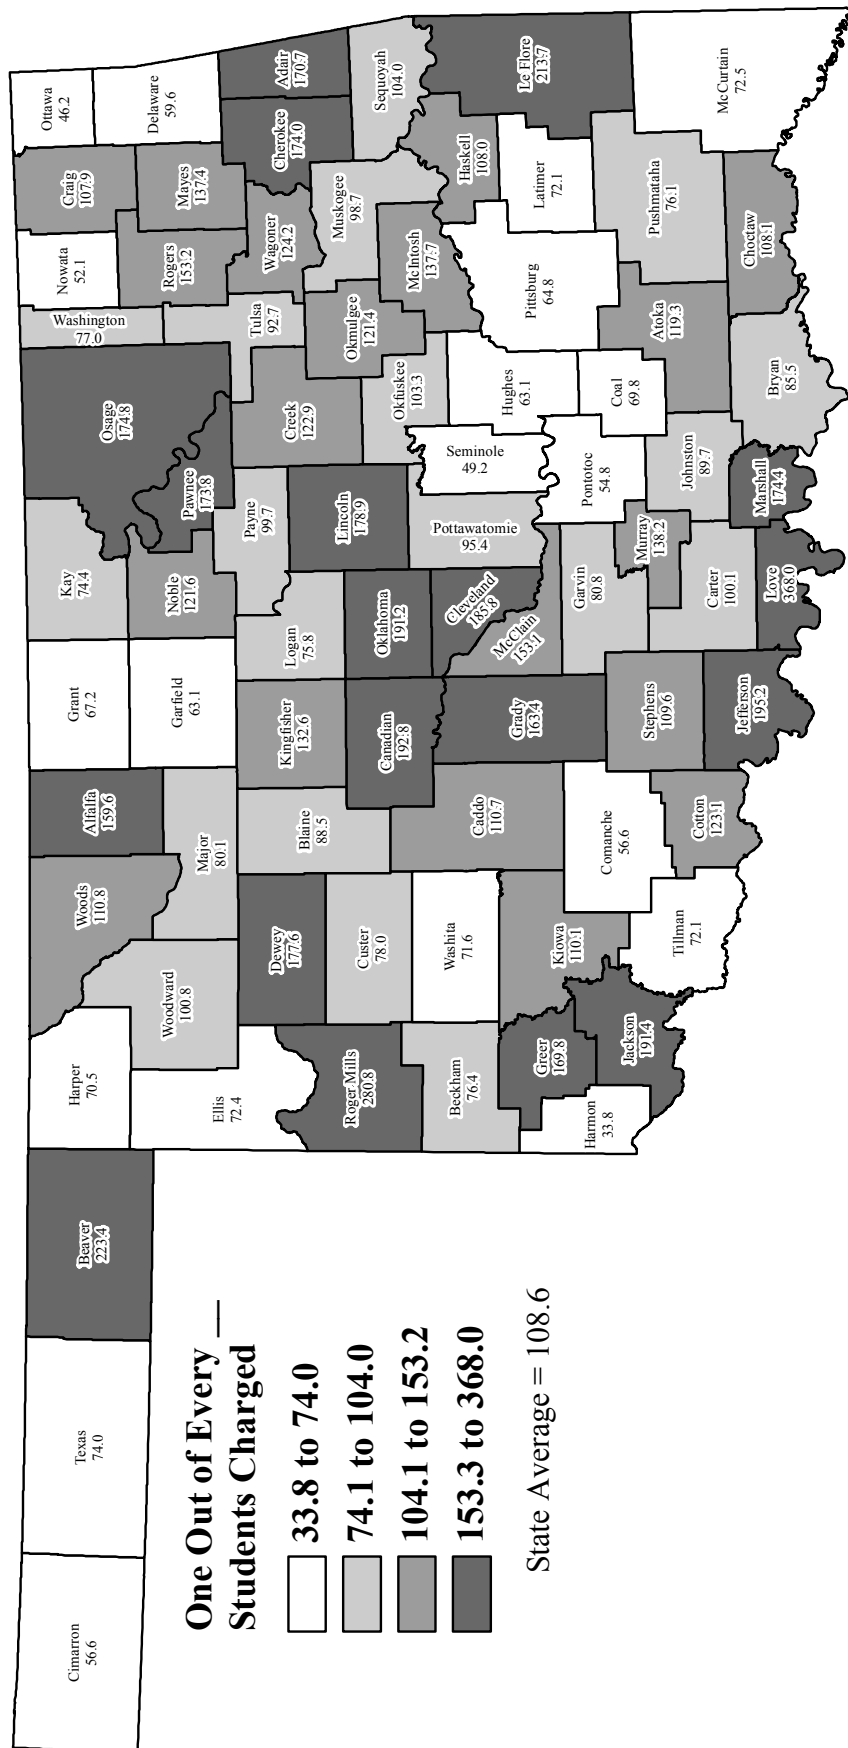 Cimarron
56.6
Texas
74.0
Beaver
223.4
Harper
70.5
Woods
110.8
Alfalfa
159.6
Grant
67.2
Kay
74.4
Osage
174.8
Washington
77.0
Nowata
52.1
Craig
107.9
Ottawa
46.2
Ellis
72.4
Woodward
100.8
Major
80.1
Garfield
63.1
Noble
121.6
Pawnee
173.8
Rogers
153.2
Mayes
137.4
Delaware
59.6
Roger Mills
280.8
Dewey
177.6
Blaine
88.5
Kingfisher
132.6
Logan
75.8
Payne
99.7
Creek
122.9
Tulsa
92.7
Wagoner
124.2
Cherokee
174.0
Adair
170.7
Custer
78.0
Canadian
192.8
Oklahoma
191.2
Lincoln
178.9
Okfuskee
103.3
Okmulgee
121.4
Muskogee
98.7
Sequoyah
104.0
Beckham
76.4
Washita
71.6
Caddo
110.7
Grady
163.4
McClain
153.1
Cleveland
185.8
Pottawatomie
95.4
Seminole
49.2
Hughes
63.1
McIntosh
137.7
Haskell
108.0
Le Flore
213.7
Harmon
33.8
Greer
169.8
Kiowa
110.1
Comanche
56.6
Stephens
109.6
Garvin
80.8
Pontotoc
54.8
Coal
69.8
Pittsburg
64.8
Latimer
72.1
Jackson
191.4
Tillman
72.1
Cotton
123.1
Jefferson
195.2
Carter
100.1
Murray
138.2
Johnston
89.7
Atoka
119.3
Pushmataha
76.1
McCurtain
72.5
Love
368.0
Marshall
174.4
Bryan
85.5
Choctaw
108.1
One Out of Every __
Students Charged
33.8 to 74.0
74.1 to 104.0
104.1 to 153.2
153.3 to 368.0
State Average = 108.6